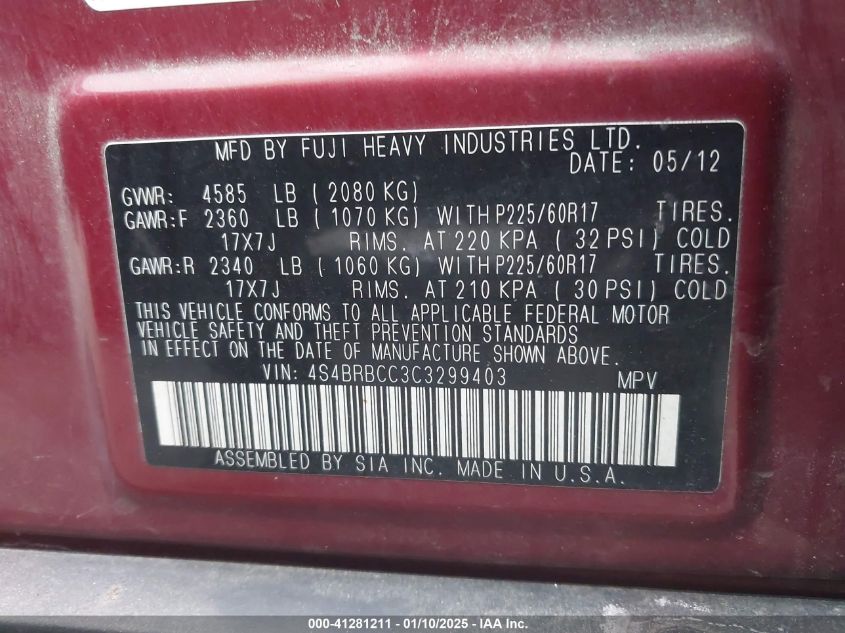 MFD BY FUJI HEAVY INDUSTRIES LTD.
DATE: 05/12
GVWR: 4585 LB ( 2080 KG)
GAWR:F 2360 LB ( 1070 KG) WITH P225/60R17 TIRES.
17X7J RIMS. AT 220 KPA ( 32 PSI) COLD
GAWR:R 2340 LB ( 1060 KG) WITH P225/60R17 TIRES.
17X7J RIMS. AT 210 KPA ( 30 PSI) COLD
THIS VEHICLE CONFORMS TO ALL APPLICABLE FEDERAL MOTOR
VEHICLE SAFETY AND THEFT PREVENTION STANDARDS
IN EFFECT ON THE DATE OF MANUFACTURE SHOWN ABOVE.
VIN: 4S4BRBCC3C3299403 MPV
ASSEMBLED BY SIA INC. MADE IN U.S.A.
000-41281211 - 01/10/2025 - IAA Inc.